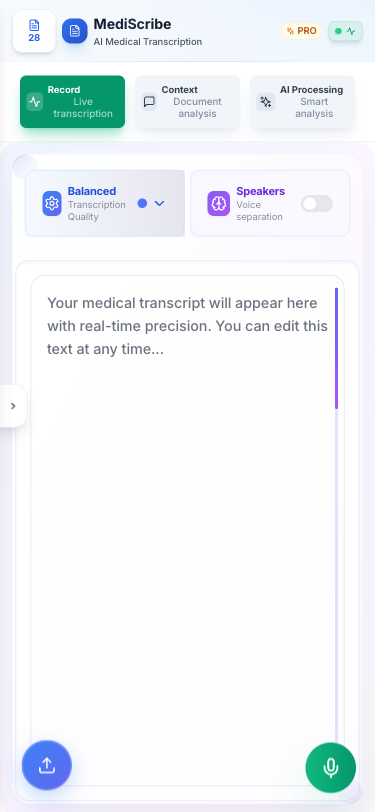 28
MediScribe
AI Medical Transcription
PRO
Record
Live
transcription
Context
Document
analysis
AI Processing
Smart
analysis
Balanced
Transcription
Quality
Speakers
Voice
separation
Your medical transcript will appear here
with real-time precision. You can edit this
text at any time...